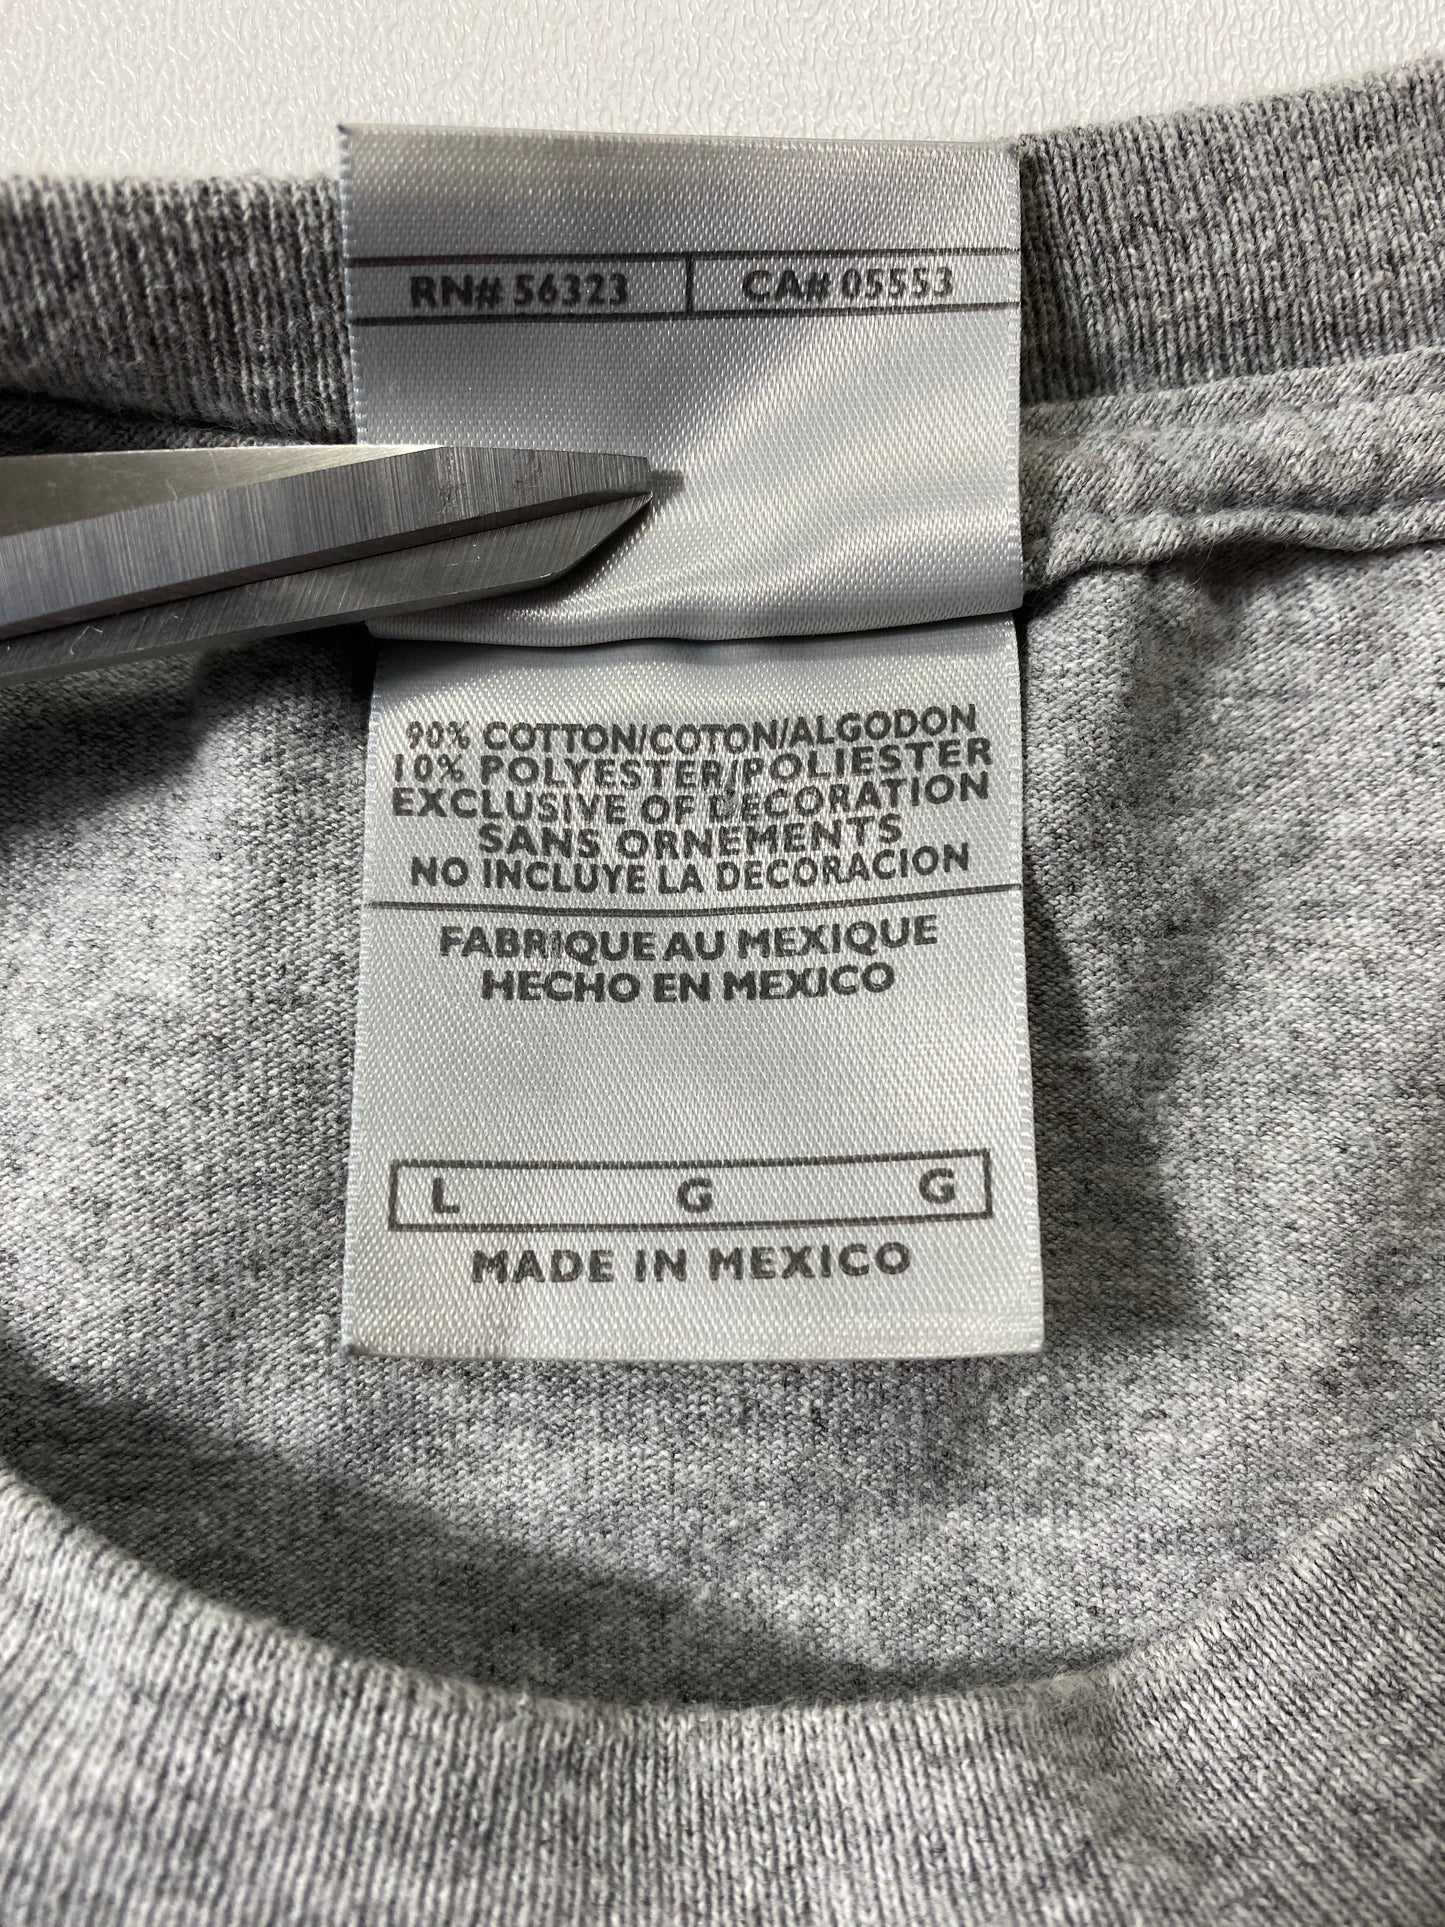 RN# 56323 CA# 05553
90% COTTON/COTON/ALGODON
10% POLYESTER/POLIESTER
EXCLUSIVE OF DECORATION
SANS ORNEMENTS
NO INCLUYE LA DECORACION
FABRIQUE AU MEXIQUE
HECHO EN MEXICO
L G G
MADE IN MEXICO